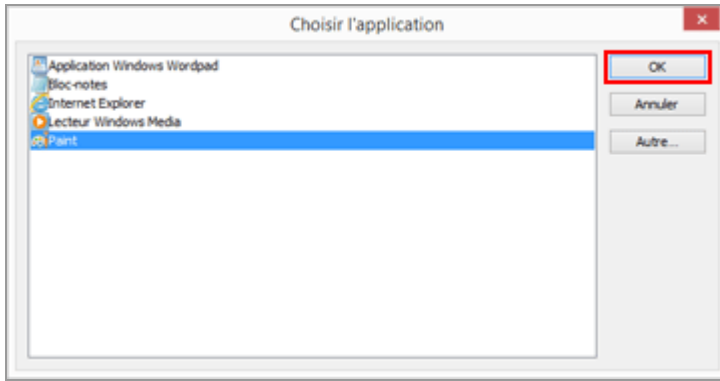 Choisir l'application
Application Windows Wordpad
Bloc-notes
Internet Explorer
Lecteur Windows Media
Paint
OK
Annuler
Autre...